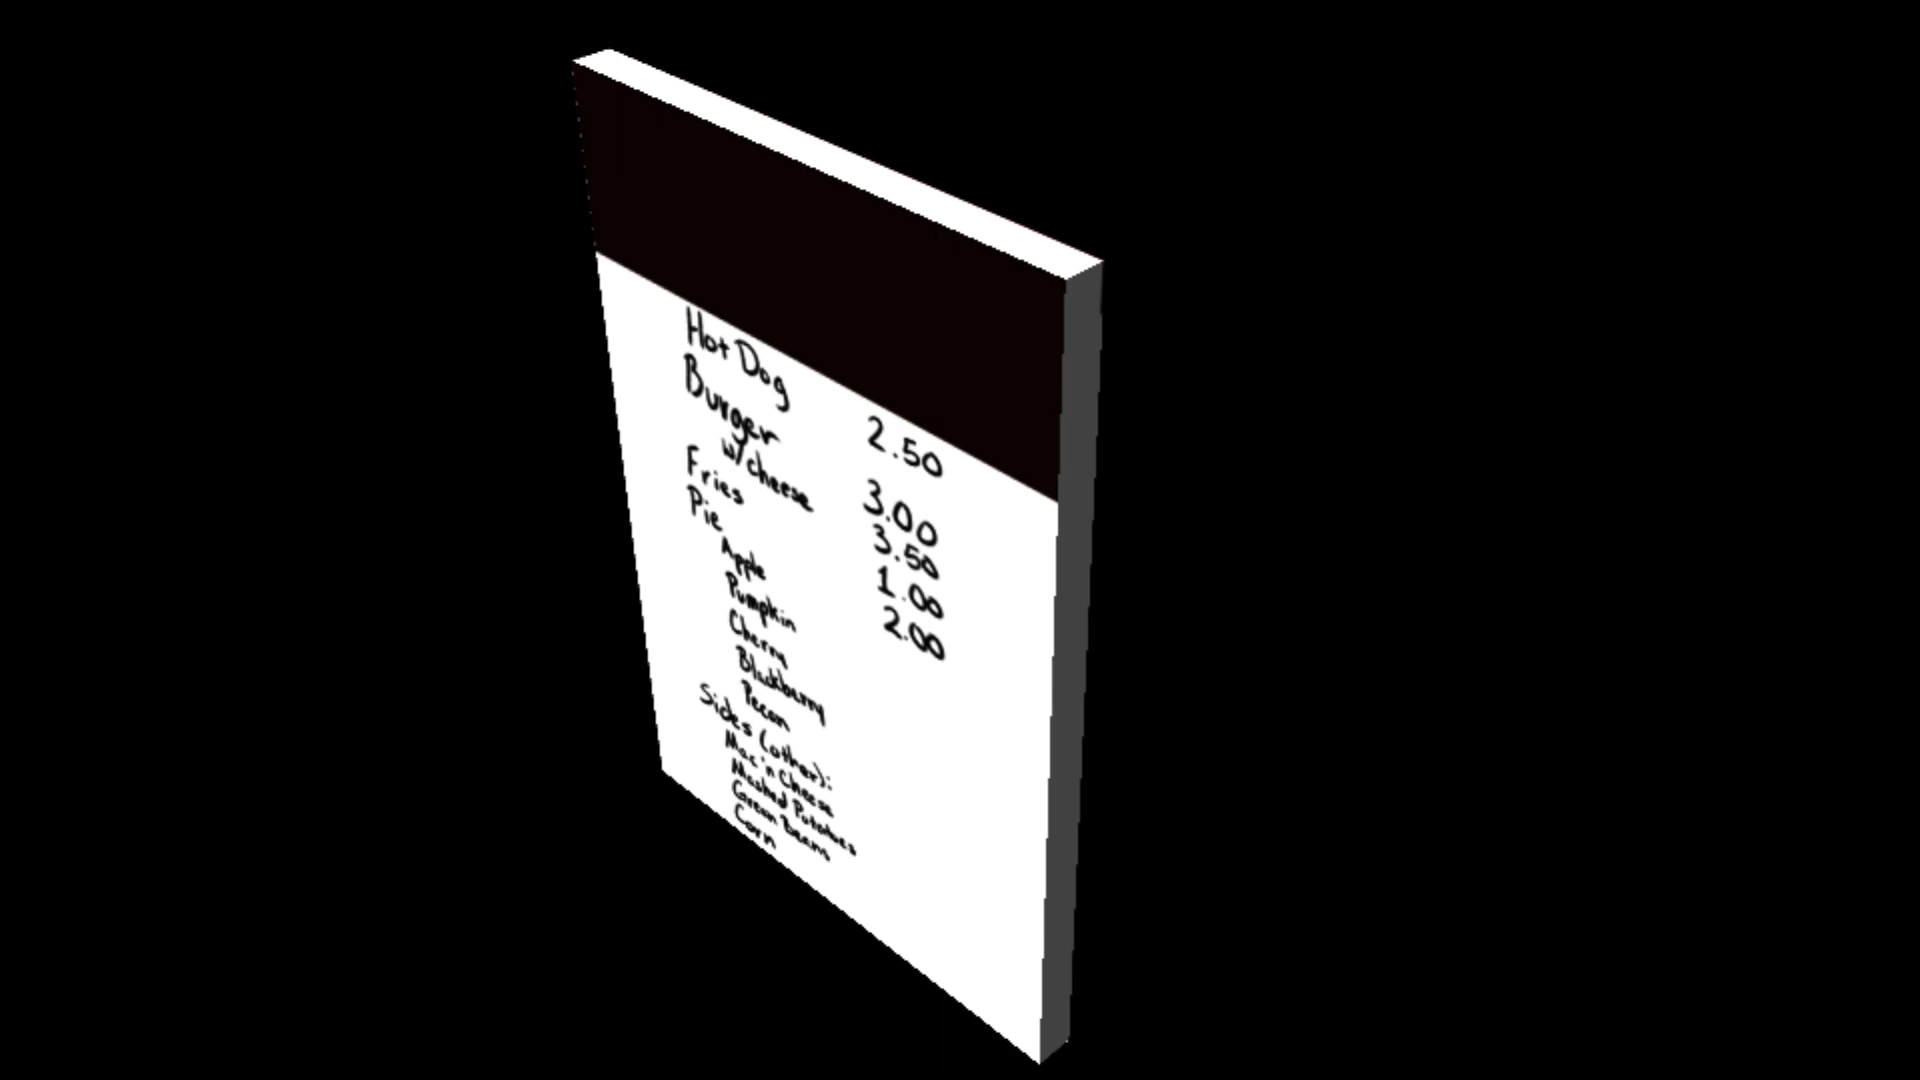 Hot Dog 2.50
Burger 3.00
w/cheese 3.50
Fries 1.00
Pie 2.00
Apple
Pumpkin
Cherry
Blackberry
Pecan
Sides (other):
Mac'n Cheese
Mashed Potatoes
Green Beans
Corn